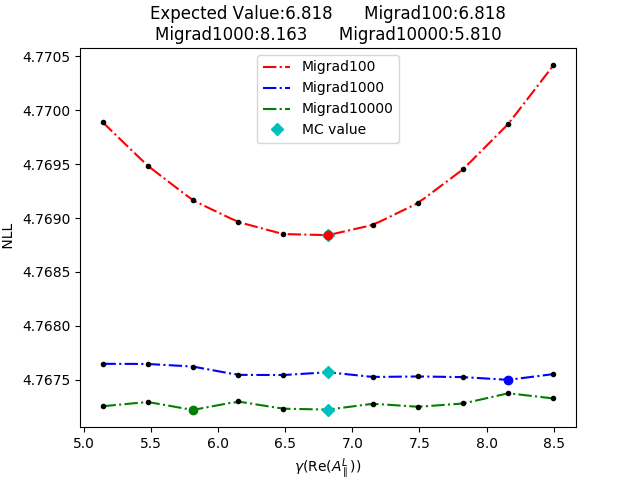 Expected Value:6.818 Migrad100:6.818
Migrad1000:8.163 Migrad10000:5.810
4.7705
4.7700
4.7695
4.7690
4.7685
4.7680
4.7675
NLL
Migrad100
Migrad1000
Migrad10000
MC value
5.0 5.5 6.0 6.5 7.0 7.5 8.0 8.5
γ(Re(A_∥^L))